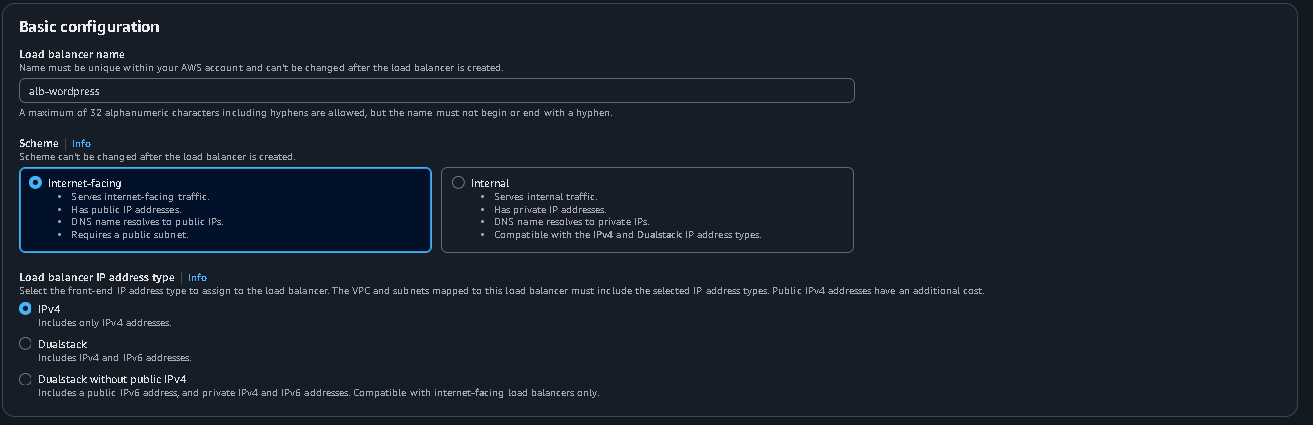 Basic configuration
Load balancer name
Name must be unique within your AWS account and can't be changed after the load balancer is created.
alb-wordpress
A maximum of 32 alphanumeric characters including hyphens are allowed, but the name must not begin or end with a hyphen.
Scheme | Info
Scheme can't be changed after the load balancer is created.
Internet-facing
• Serves internet-facing traffic.
• Has public IP addresses.
• DNS name resolves to public IPs.
• Requires a public subnet.
Internal
• Serves internal traffic.
• Has private IP addresses.
• DNS name resolves to private IPs.
• Compatible with the IPv4 and Dualstack IP address types.
Load balancer IP address type | Info
Select the front-end IP address type to assign to the load balancer. The VPC and subnets mapped to this load balancer must include the selected IP address types. Public IPv4 addresses have an additional cost.
IPv4
Includes only IPv4 addresses.
Dualstack
Includes IPv4 and IPv6 addresses.
Dualstack without public IPv4
Includes a public IPv6 address, and private IPv4 and IPv6 addresses. Compatible with internet-facing load balancers only.